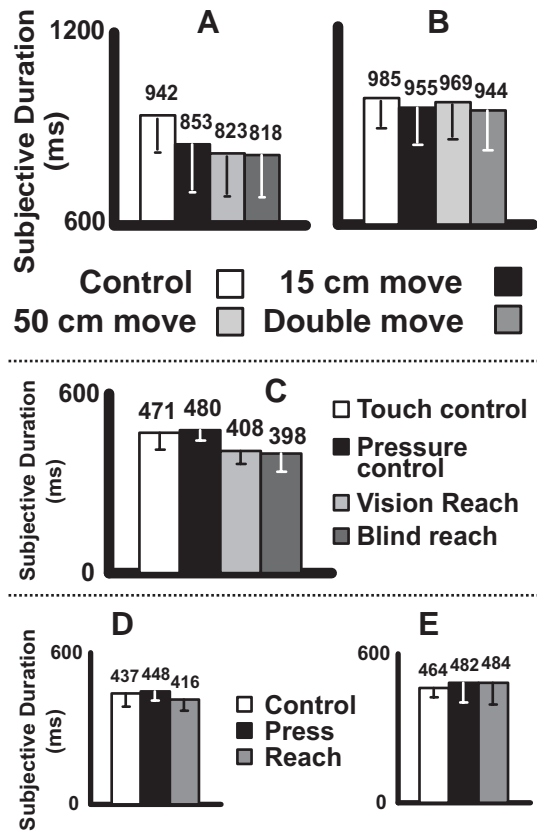 A
B
Subjective Duration
(ms)
1200
600
942
853
823
818
985
955
969
944
Control
15 cm move
50 cm move
Double move
C
Subjective Duration
(ms)
600
0
471
480
408
398
Touch control
Pressure
control
Vision Reach
Blind reach
D
E
Subjective Duration
(ms)
600
0
437
448
416
Control
Press
Reach
600
0
464
482
484